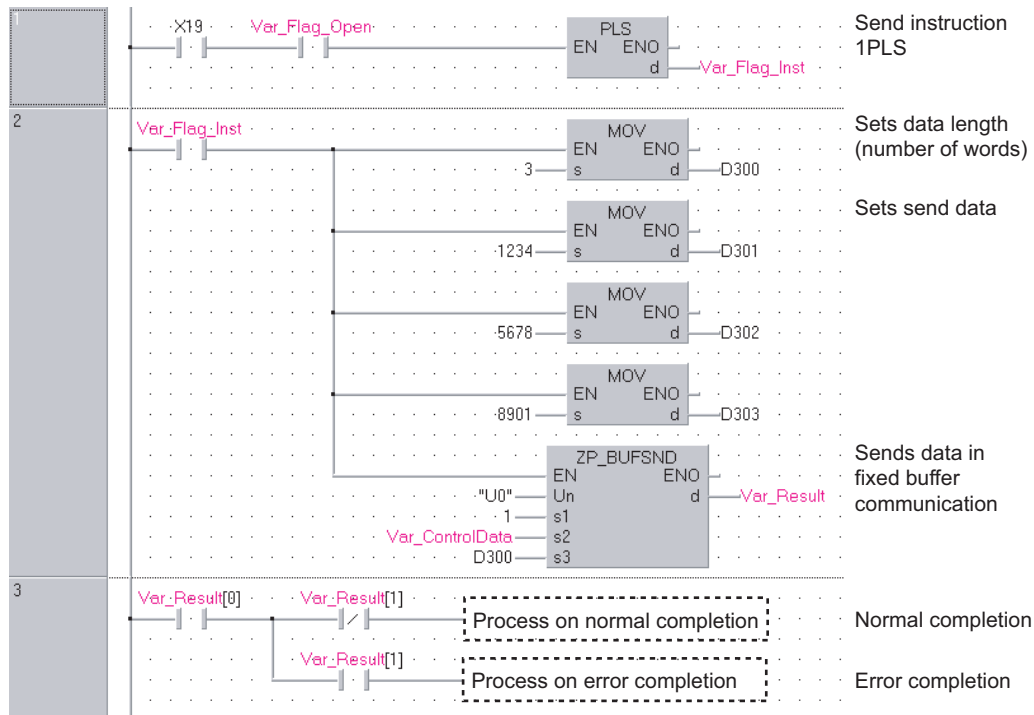 1
X19 Var_Flag_Open PLS Send instruction
EN ENO 1PLS
d Var_Flag_Inst
2
Var_Flag_Inst MOV Sets data length
EN ENO (number of words)
3 s d D300
MOV Sets send data
EN ENO
1234 s d D301
MOV
EN ENO
5678 s d D302
MOV
EN ENO
8901 s d D303
ZP_BUFSND Sends data in
EN ENO fixed buffer
"U0" Un d Var_Result communication
1 s1
Var_ControlData s2
D300 s3
3
Var_Result[0] Var_Result[1] Process on normal completion Normal completion
Var_Result[1] Process on error completion Error completion